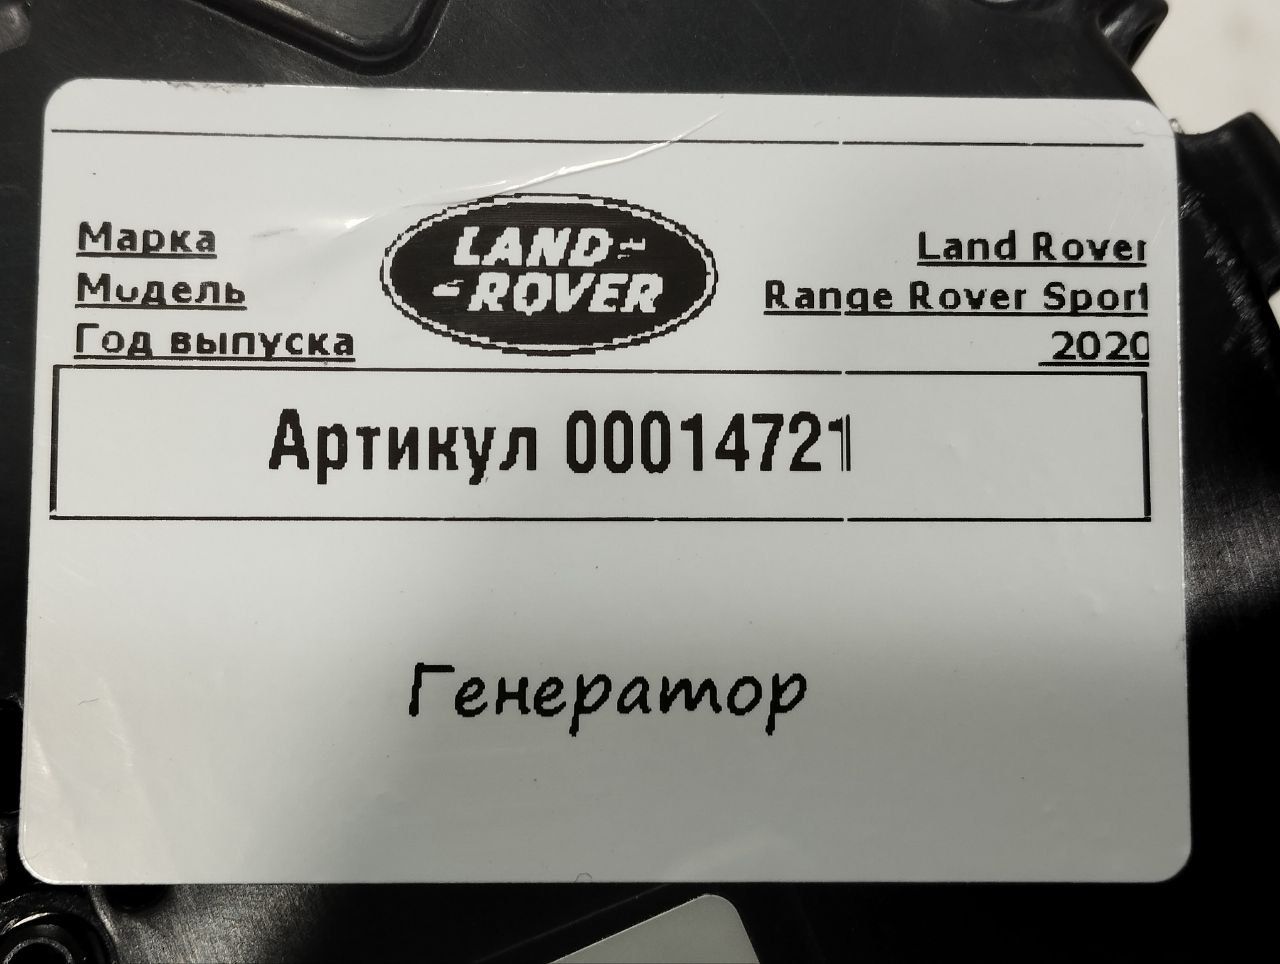 Марка
LAND
ROVER
Land Rover
Модель
Range Rover Sport
Год выпуска
2020
Артикул 00014721
Генератор